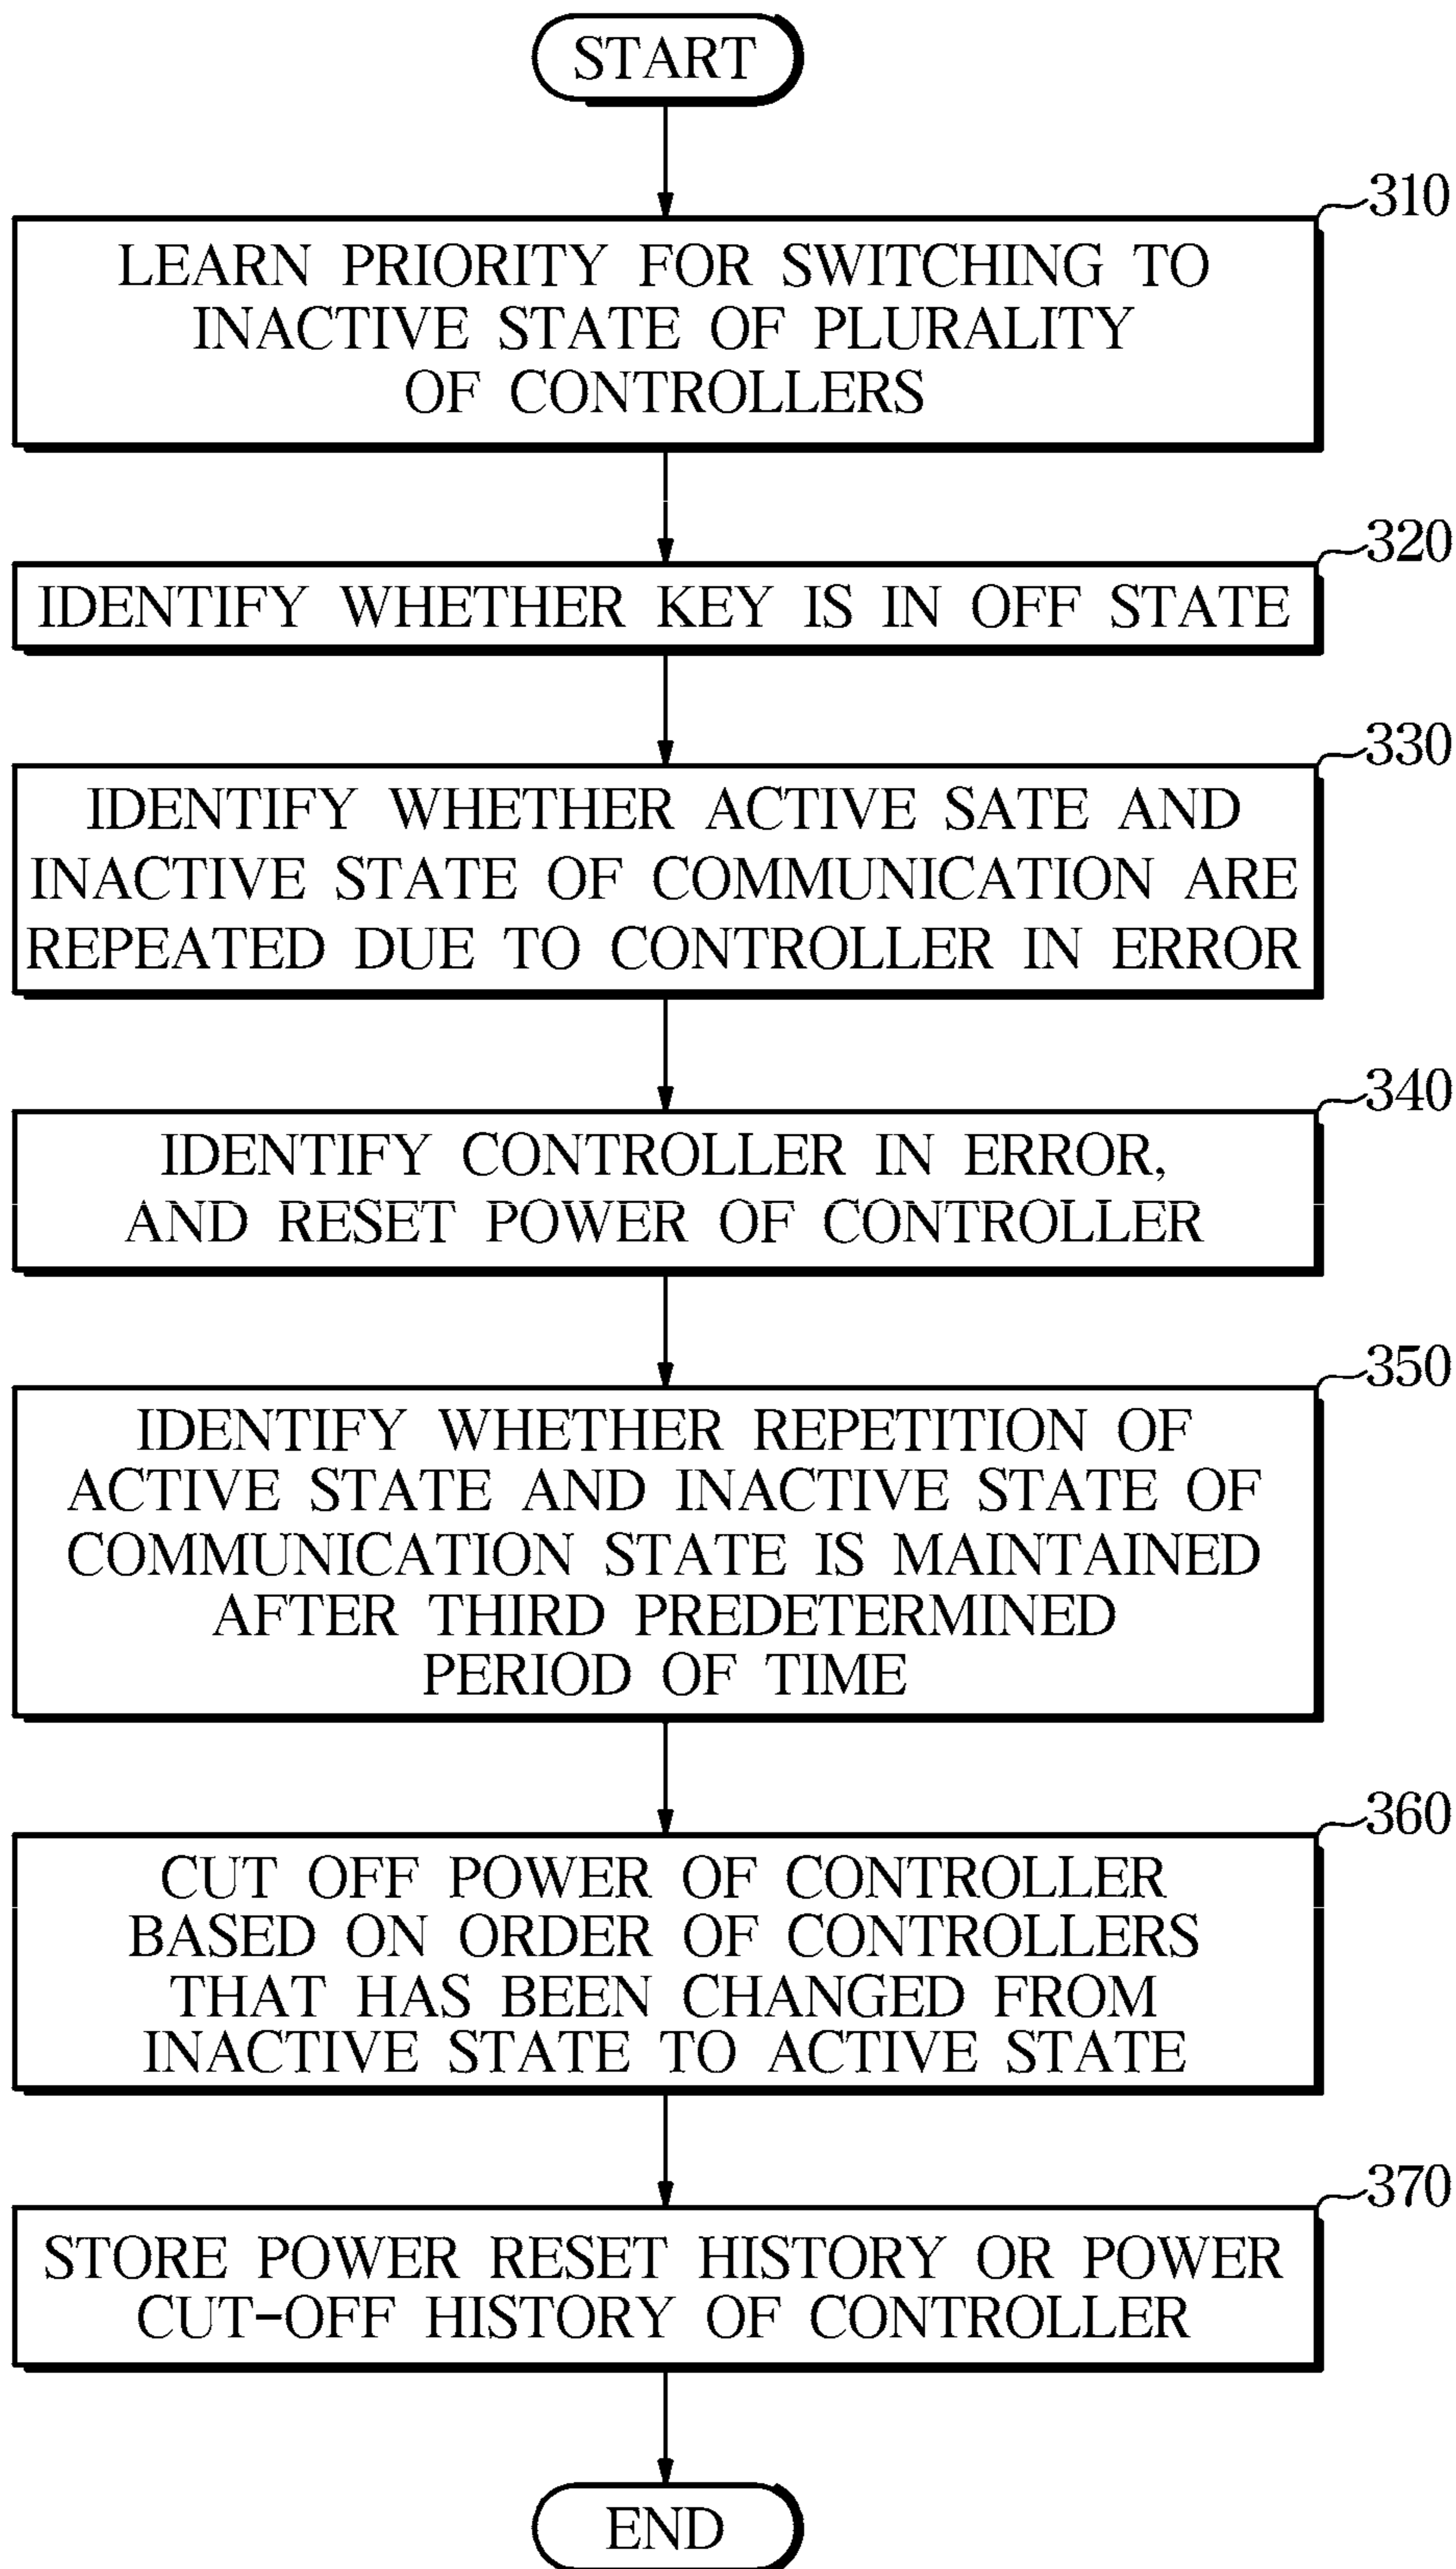 START
310
LEARN PRIORITY FOR SWITCHING TO
INACTIVE STATE OF PLURALITY
OF CONTROLLERS
320
IDENTIFY WHETHER KEY IS IN OFF STATE
330
IDENTIFY WHETHER ACTIVE SATE AND
INACTIVE STATE OF COMMUNICATION ARE
REPEATED DUE TO CONTROLLER IN ERROR
340
IDENTIFY CONTROLLER IN ERROR,
AND RESET POWER OF CONTROLLER
350
IDENTIFY WHETHER REPETITION OF
ACTIVE STATE AND INACTIVE STATE OF
COMMUNICATION STATE IS MAINTAINED
AFTER THIRD PREDETERMINED
PERIOD OF TIME
360
CUT OFF POWER OF CONTROLLER
BASED ON ORDER OF CONTROLLERS
THAT HAS BEEN CHANGED FROM
INACTIVE STATE TO ACTIVE STATE
370
STORE POWER RESET HISTORY OR POWER
CUT-OFF HISTORY OF CONTROLLER
END